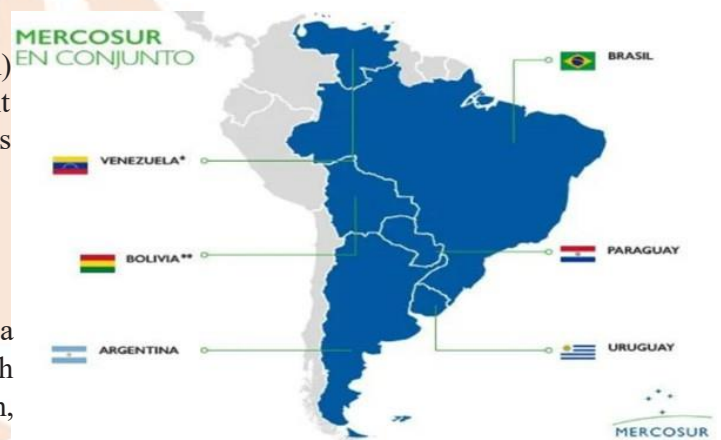 MERCOSUR
EN CONJUNTO
BRASIL
VENEZUELA*
PARAGUAY
BOLIVIA**
ARGENTINA
URUGUAY
MERCOSUR
a